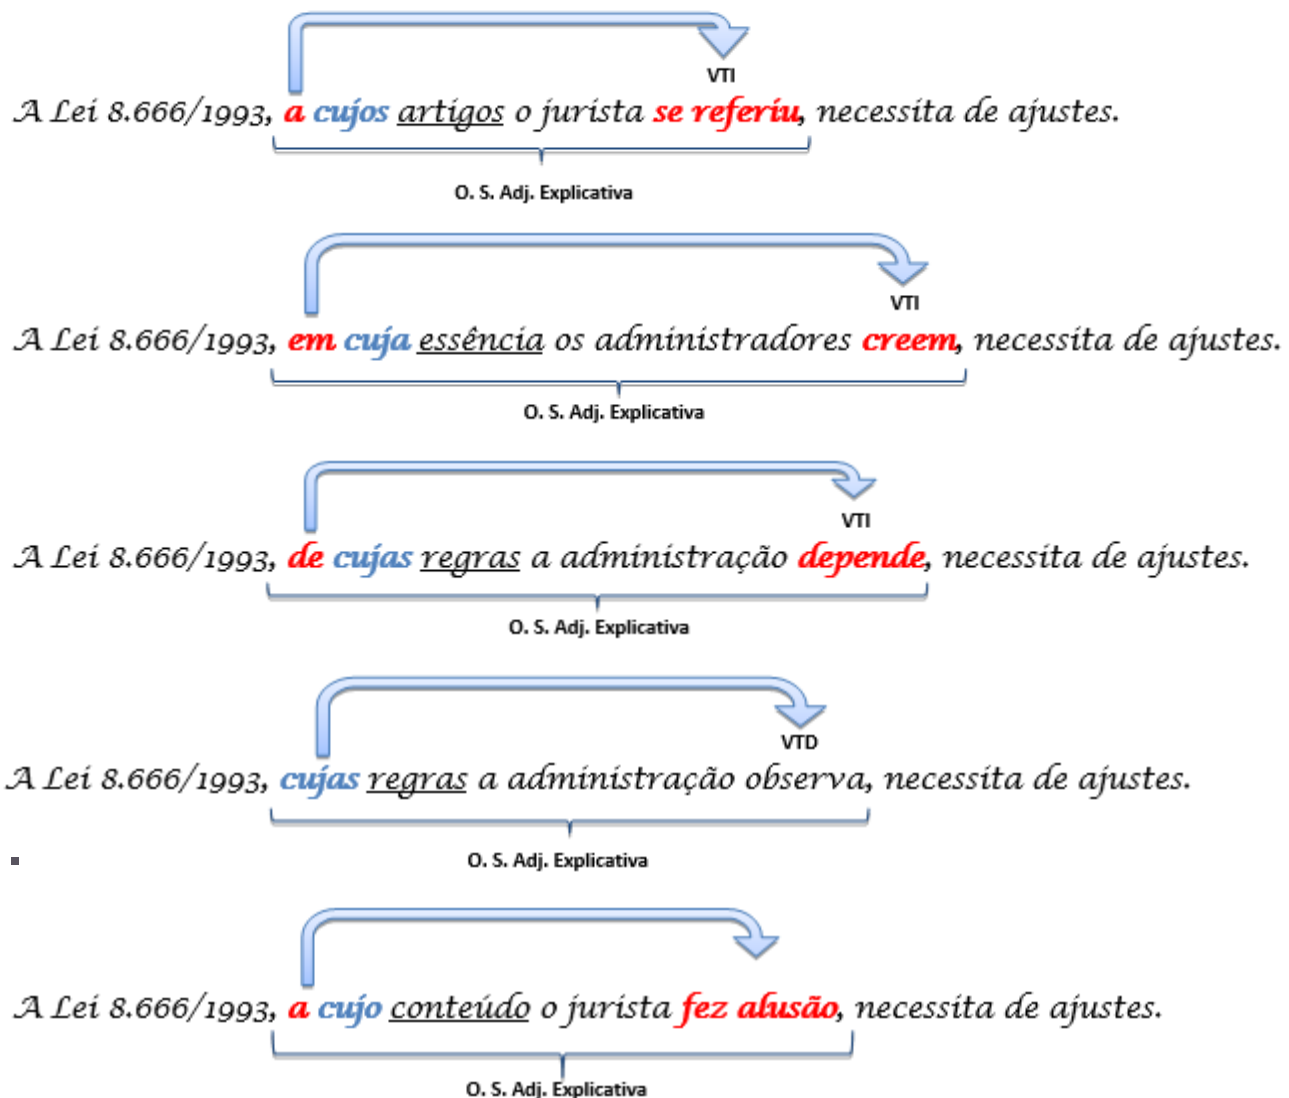 VTI
A Lei 8.666/1993, a cujos artigos o jurista se referiu, necessita de ajustes.
O. S. Adj. Explicativa
VTI
A Lei 8.666/1993, em cuja essência os administradores creem, necessita de ajustes.
O. S. Adj. Explicativa
VTI
A Lei 8.666/1993, de cujas regras a administração depende, necessita de ajustes.
O. S. Adj. Explicativa
VTD
A Lei 8.666/1993, cujas regras a administração observa, necessita de ajustes.
O. S. Adj. Explicativa
A Lei 8.666/1993, a cujo conteúdo o jurista fez alusão, necessita de ajustes.
O. S. Adj. Explicativa